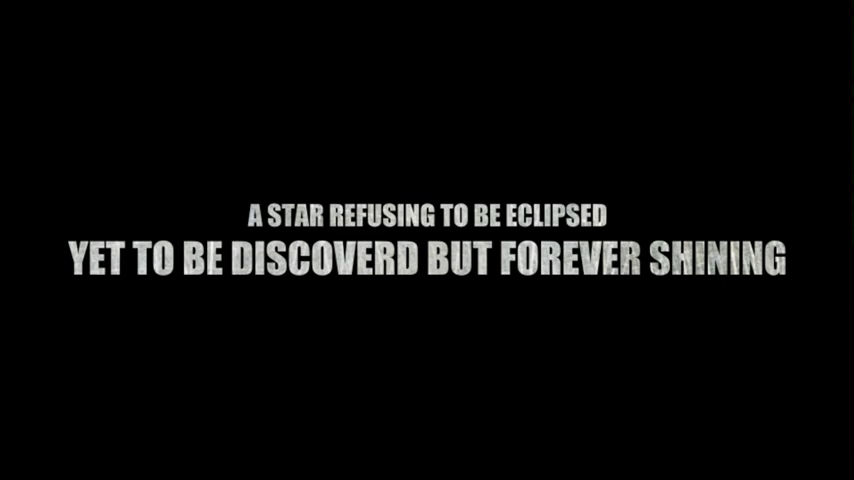 A STAR REFUSING TO BE ECLIPSED
YET TO BE DISCOVERD BUT FOREVER SHINING